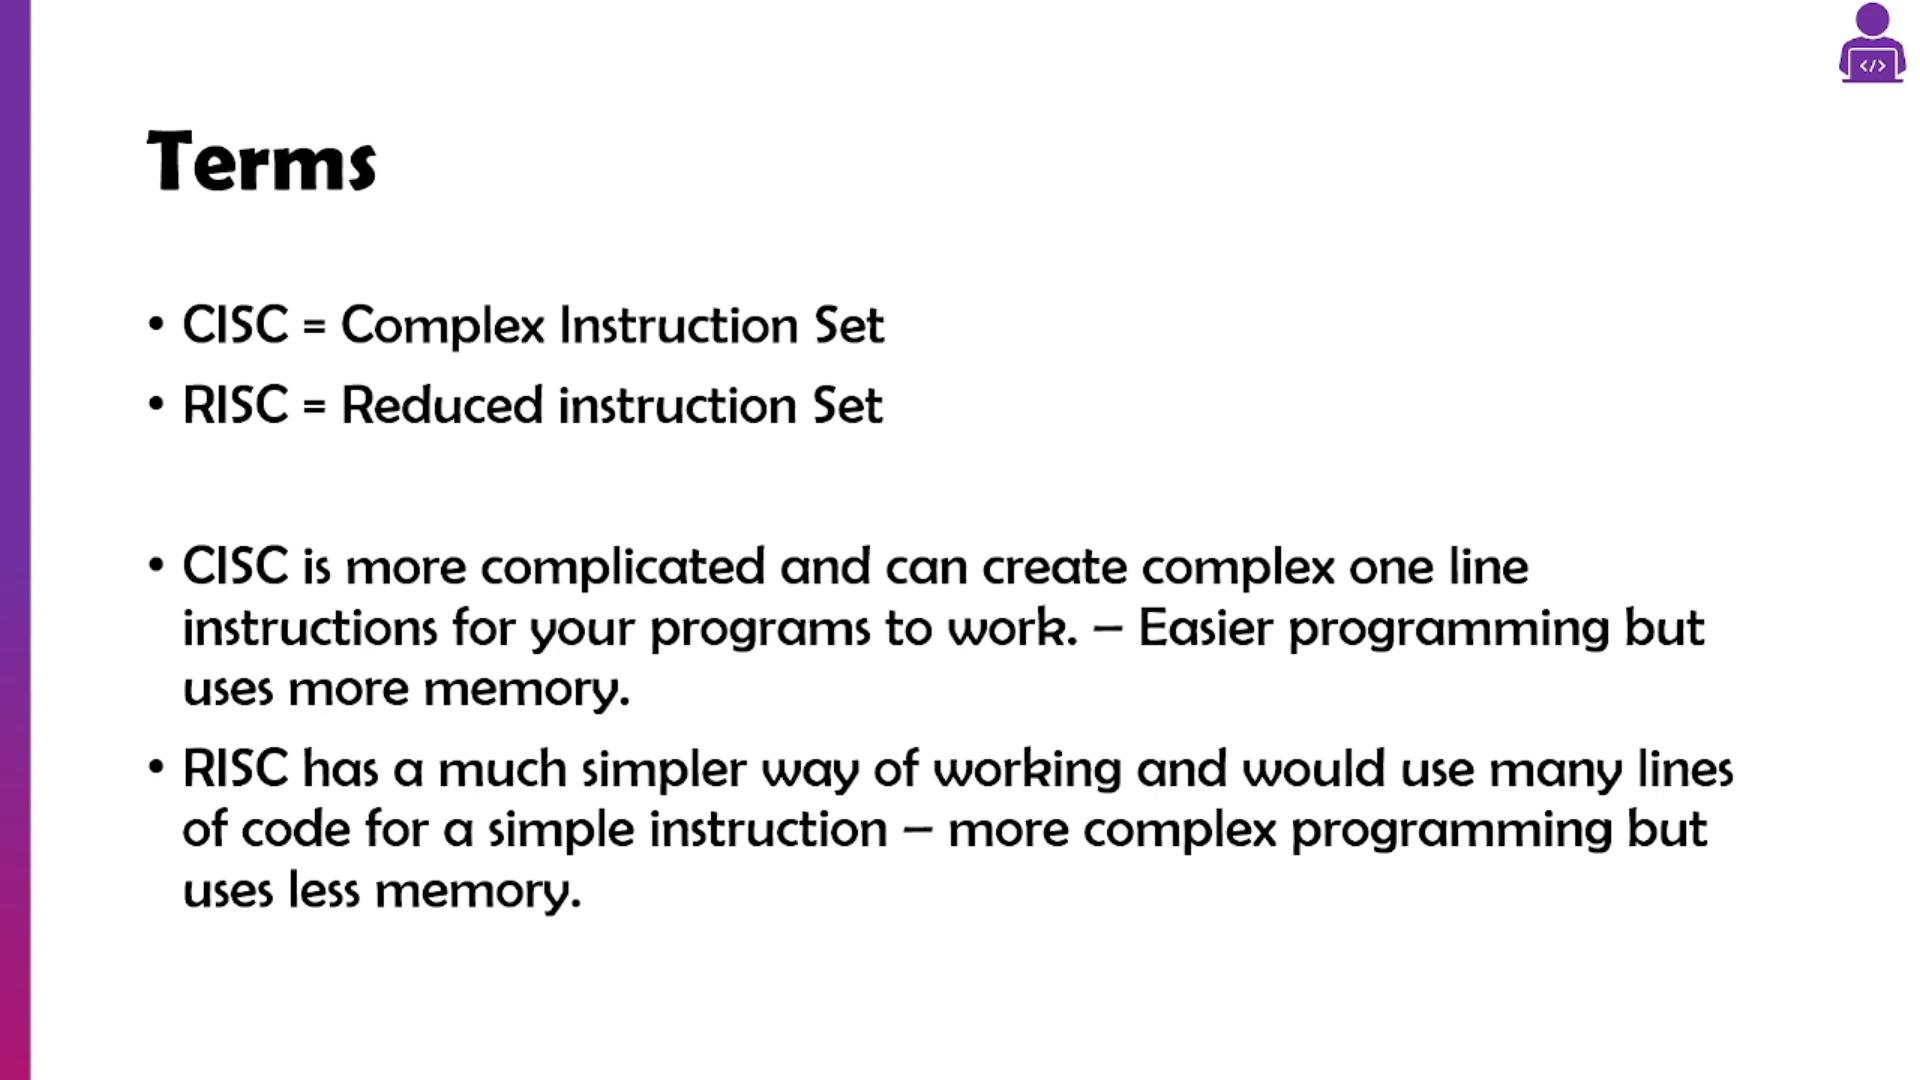 </>
Terms
• CISC = Complex Instruction Set
• RISC = Reduced instruction Set
• CISC is more complicated and can create complex one line
instructions for your programs to work. – Easier programming but
uses more memory.
• RISC has a much simpler way of working and would use many lines
of code for a simple instruction – more complex programming but
uses less memory.